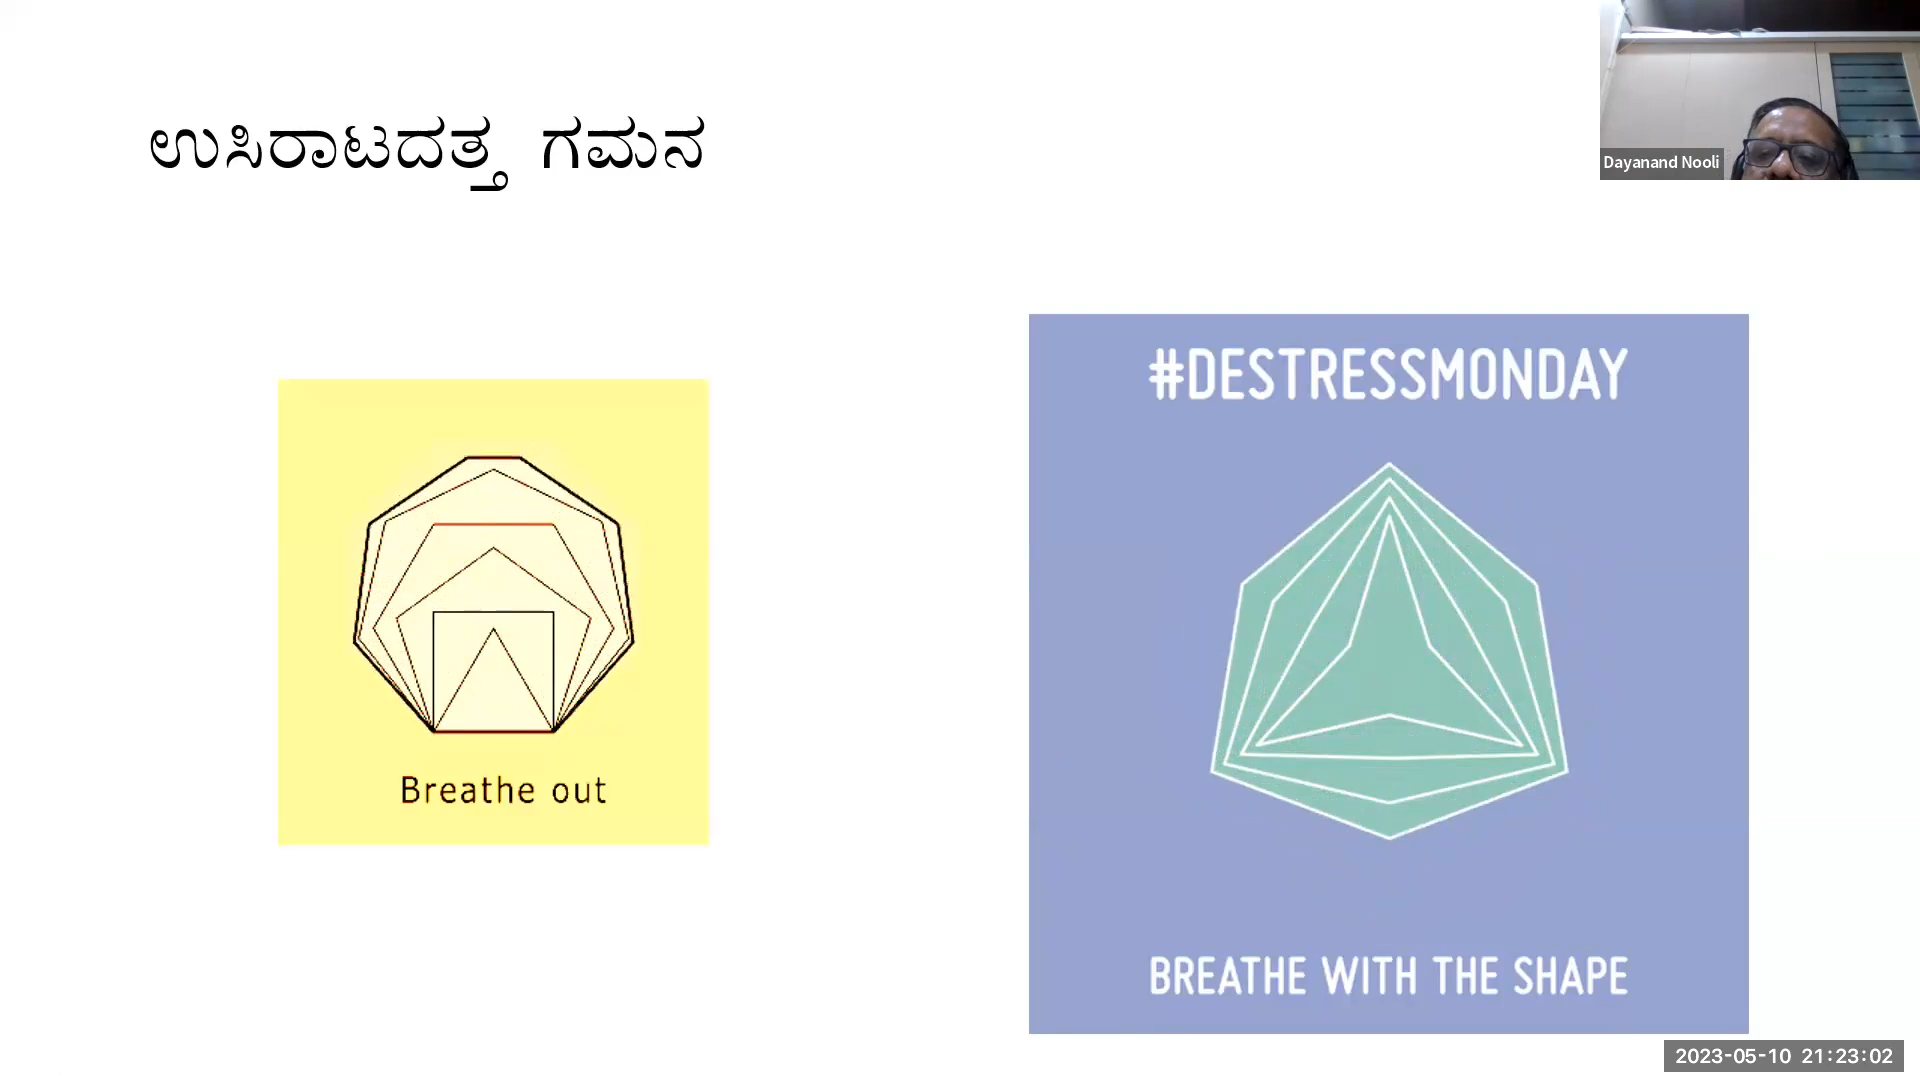 ಉಸಿರಾಟದತ್ತ ಗಮನ
Dayanand Nooli
#DESTRESSMONDAY
Breathe out
BREATHE WITH THE SHAPE
2023-05-10 21:23:02